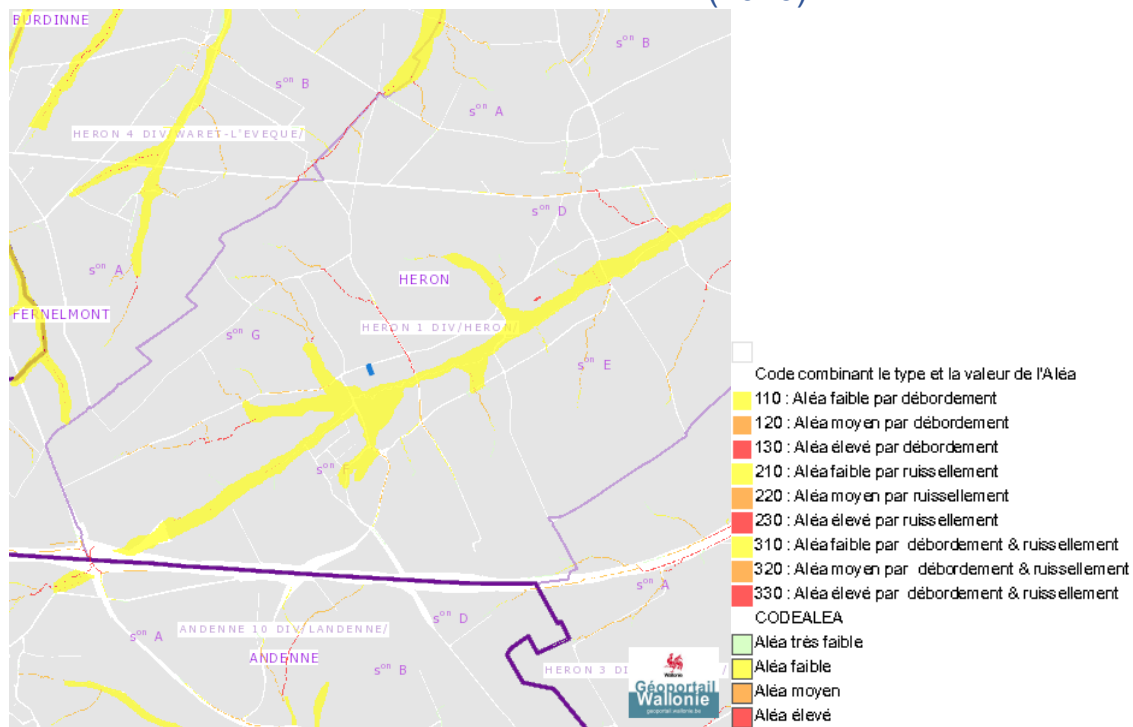 BURDINNE
sᵒⁿ B
sᵒⁿ B
sᵒⁿ A
HERON 4 DIV/WARET-L'EVEQUE/
sᵒⁿ D
sᵒⁿ A
HERON
FERNELMONT
HERON 1 DIV/HERON/
sᵒⁿ G
sᵒⁿ E
sᵒⁿ F
sᵒⁿ A
sᵒⁿ D
ANDENNE 10 DIV/LANDENNE/
sᵒⁿ A
ANDENNE
sᵒⁿ B
HERON 3
Wallonie
Géoportail
Wallonie
geoportail.wallonie.be
Code combinant le type et la valeur de l'Aléa
110 : Aléa faible par débordement
120 : Aléa moyen par débordement
130 : Aléa élevé par débordement
210 : Aléa faible par ruissellement
220 : Aléa moyen par ruissellement
230 : Aléa élevé par ruissellement
310 : Aléa faible par débordement & ruissellement
320 : Aléa moyen par débordement & ruissellement
330 : Aléa élevé par débordement & ruissellement
CODEALEA
Aléa très faible
Aléa faible
Aléa moyen
Aléa élevé